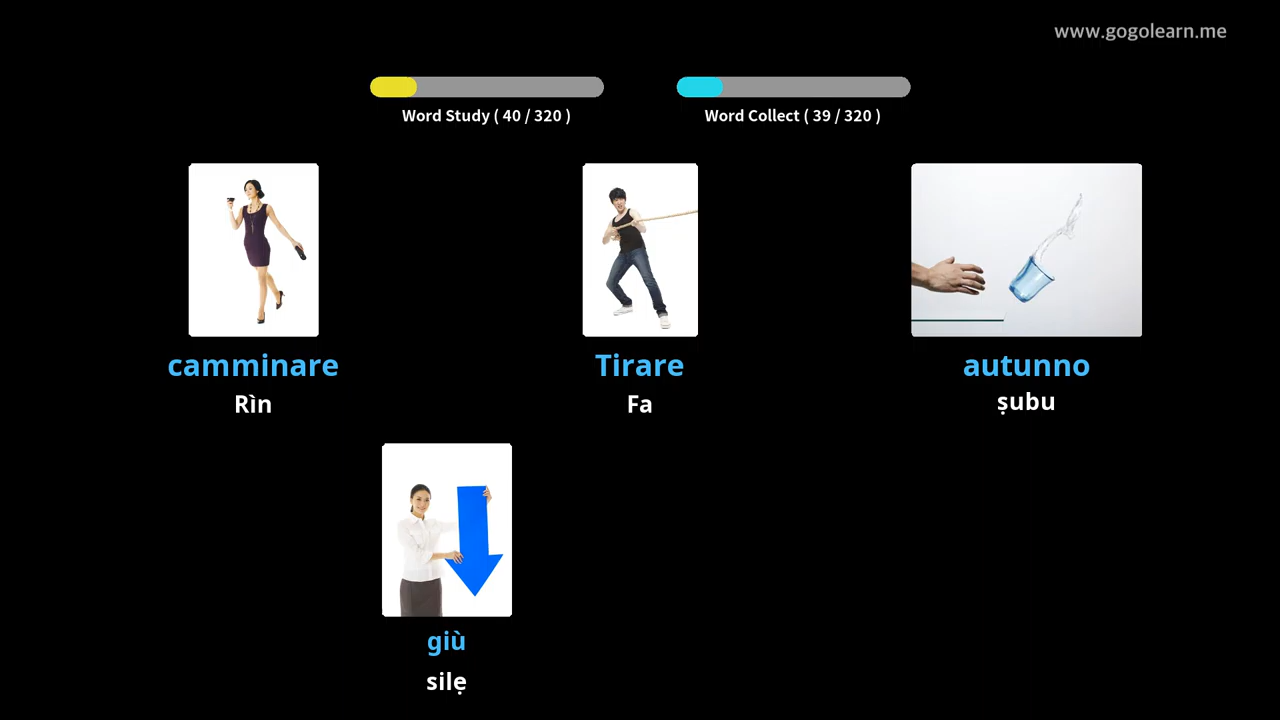 www.gogolearn.me
Word Study ( 40 / 320 )
Word Collect ( 39 / 320 )
camminare
Rìn
Tirare
Fa
autunno
ṣubu
giù
silẹ